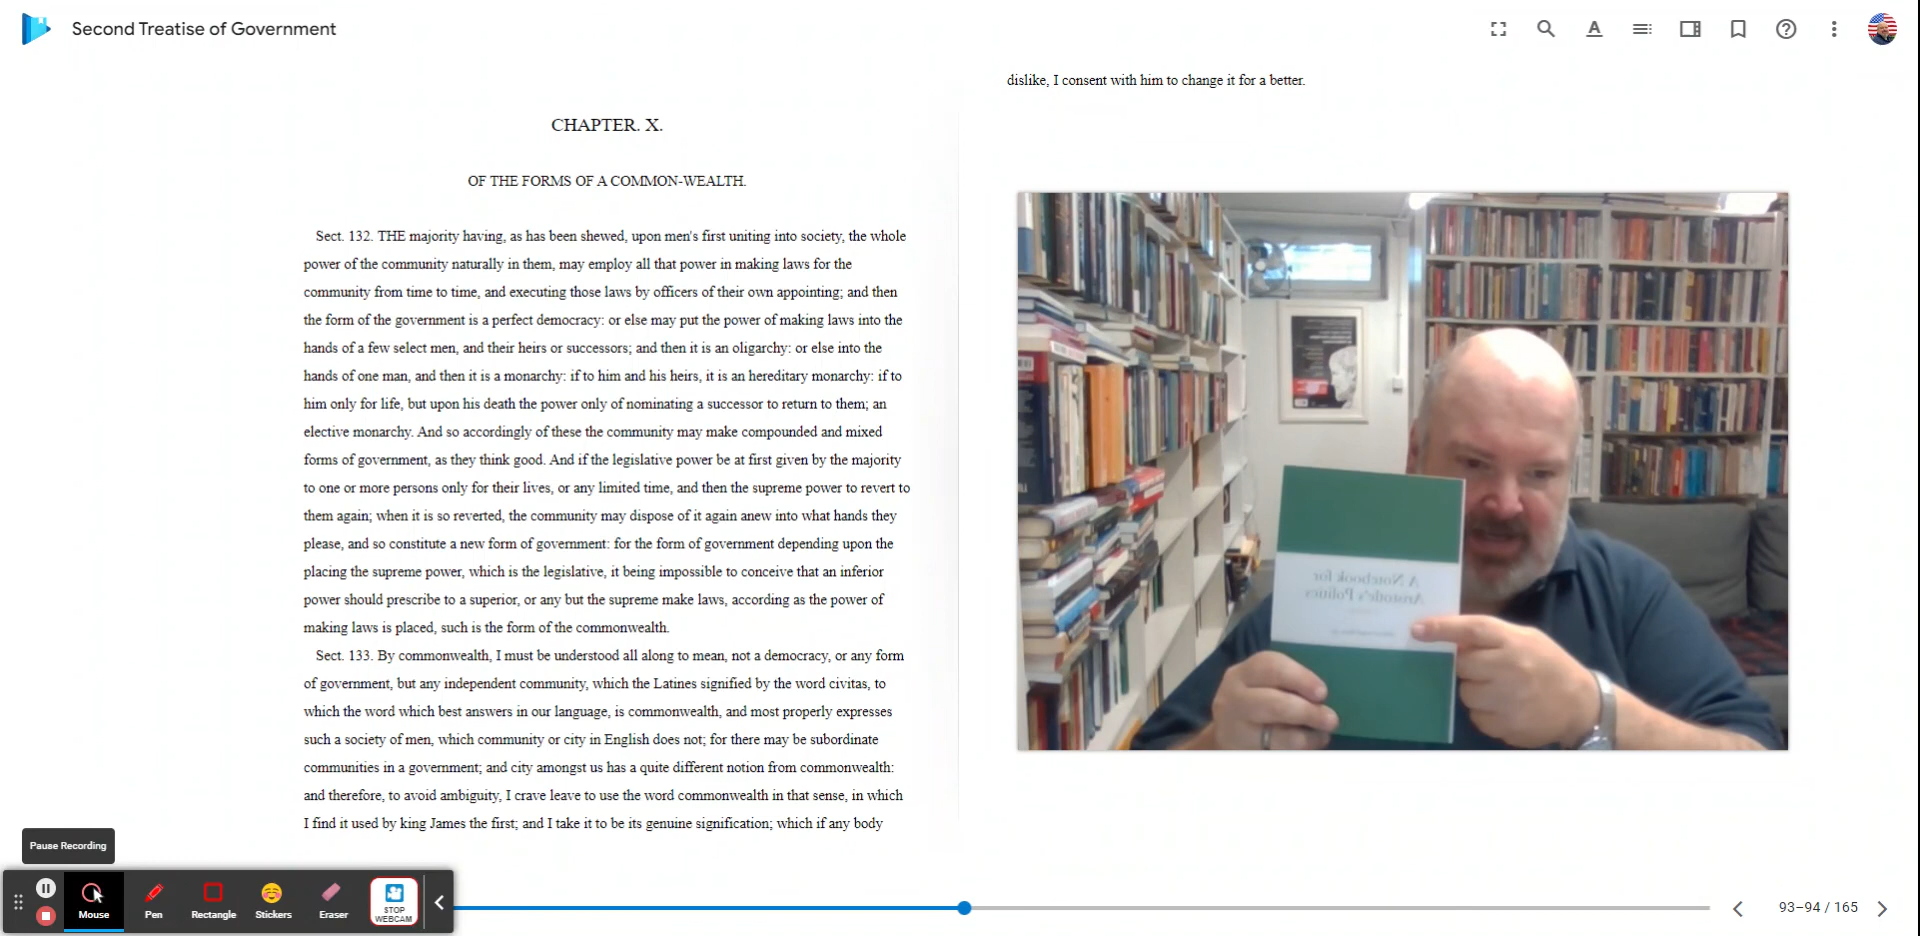 Second Treatise of Government
CHAPTER. X.
OF THE FORMS OF A COMMON-WEALTH.
Sect. 132. THE majority having, as has been shewed, upon men's first uniting into society, the whole
power of the community naturally in them, may employ all that power in making laws for the
community from time to time, and executing those laws by officers of their own appointing; and then
the form of the government is a perfect democracy: or else may put the power of making laws into the
hands of a few select men, and their heirs or successors; and then it is an oligarchy: or else into the
hands of one man, and then it is a monarchy: if to him and his heirs, it is an hereditary monarchy: if to
him only for life, but upon his death the power only of nominating a successor to return to them; an
elective monarchy. And so accordingly of these the community may make compounded and mixed
forms of government, as they think good. And if the legislative power be at first given by the majority
to one or more persons only for their lives, or any limited time, and then the supreme power to revert to
them again; when it is so reverted, the community may dispose of it again anew into what hands they
please, and so constitute a new form of government: for the form of government depending upon the
placing the supreme power, which is the legislative, it being impossible to conceive that an inferior
power should prescribe to a superior, or any but the supreme make laws, according as the power of
making laws is placed, such is the form of the commonwealth.
Sect. 133. By commonwealth, I must be understood all along to mean, not a democracy, or any form
of government, but any independent community, which the Latines signified by the word civitas, to
which the word which best answers in our language, is commonwealth, and most properly expresses
such a society of men, which community or city in English does not; for there may be subordinate
communities in a government; and city amongst us has a quite different notion from commonwealth:
and therefore, to avoid ambiguity, I crave leave to use the word commonwealth in that sense, in which
I find it used by king James the first; and I take it to be its genuine signification; which if any body
dislike, I consent with him to change it for a better.
A Notebook for
Aristotle's Politics
Pause Recording
Mouse
Pen
Rectangle
Stickers
Eraser
STOP
WEBCAM
93–94 / 165